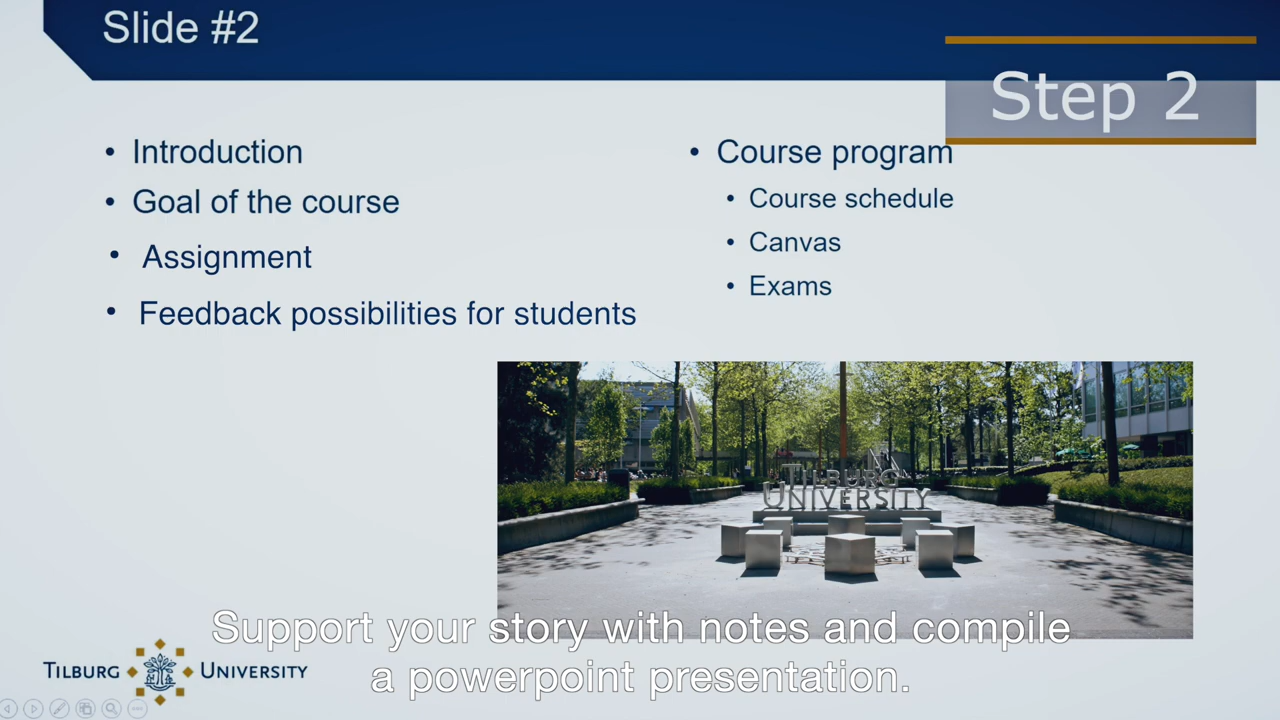 Slide #2
Step 2
• Introduction
• Goal of the course
• Assignment
• Feedback possibilities for students
• Course program
• Course schedule
• Canvas
• Exams
TILBURG
UNIVERSITY
Support your story with notes and compile
a powerpoint presentation.
TILBURG UNIVERSITY